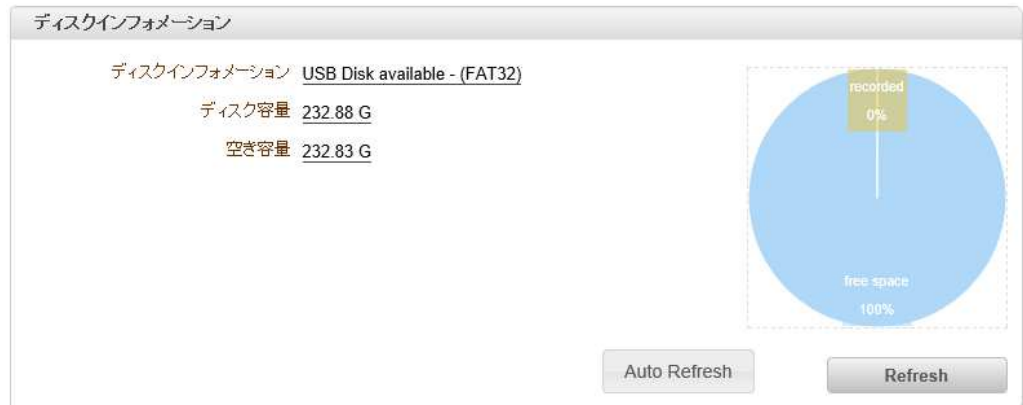 ディスクインフォメーション
ディスクインフォメーション USB Disk available - (FAT32)
ディスク容量 232.88 G
空き容量 232.83 G
recorded
0%
free space
100%
Auto Refresh
Refresh